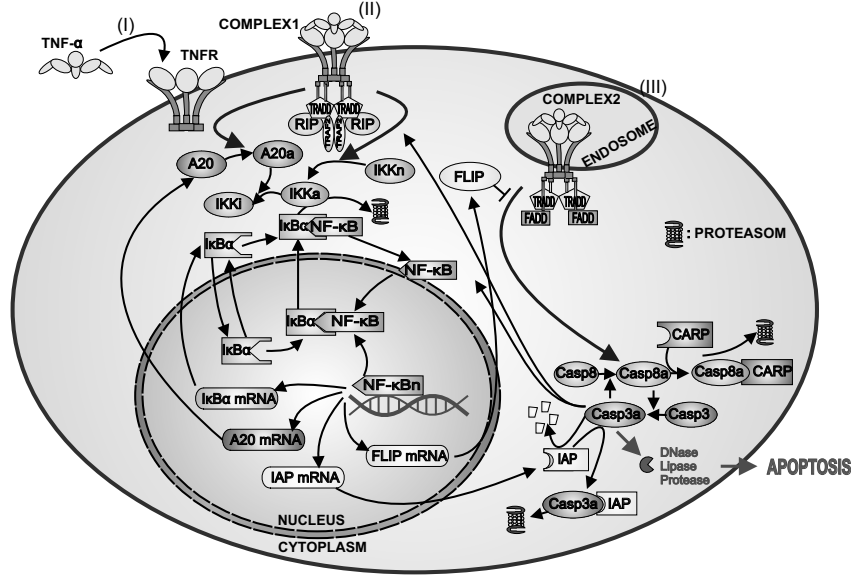 (I)
(II)
COMPLEX1
TNF-α
TNFR
(III)
COMPLEX2
ENDOSOME
TRADD TRADD
RIP TRAF2 TRAF2 RIP
A20
A20a
IKKn
FLIP
IKKi
IKKa
TRADD TRADD
FADD FADD
IκBα NF-κB
IκBα
: PROTEASOM
NF-κB
IκBα NF-κB
IκBα
CARP
Casp8
Casp8a
Casp8a CARP
NF-κBn
IκBα mRNA
Casp3a
Casp3
A20 mRNA
FLIP mRNA
IAP
DNase
Lipase
Protease
APOPTOSIS
IAP mRNA
Casp3a IAP
NUCLEUS
CYTOPLASM